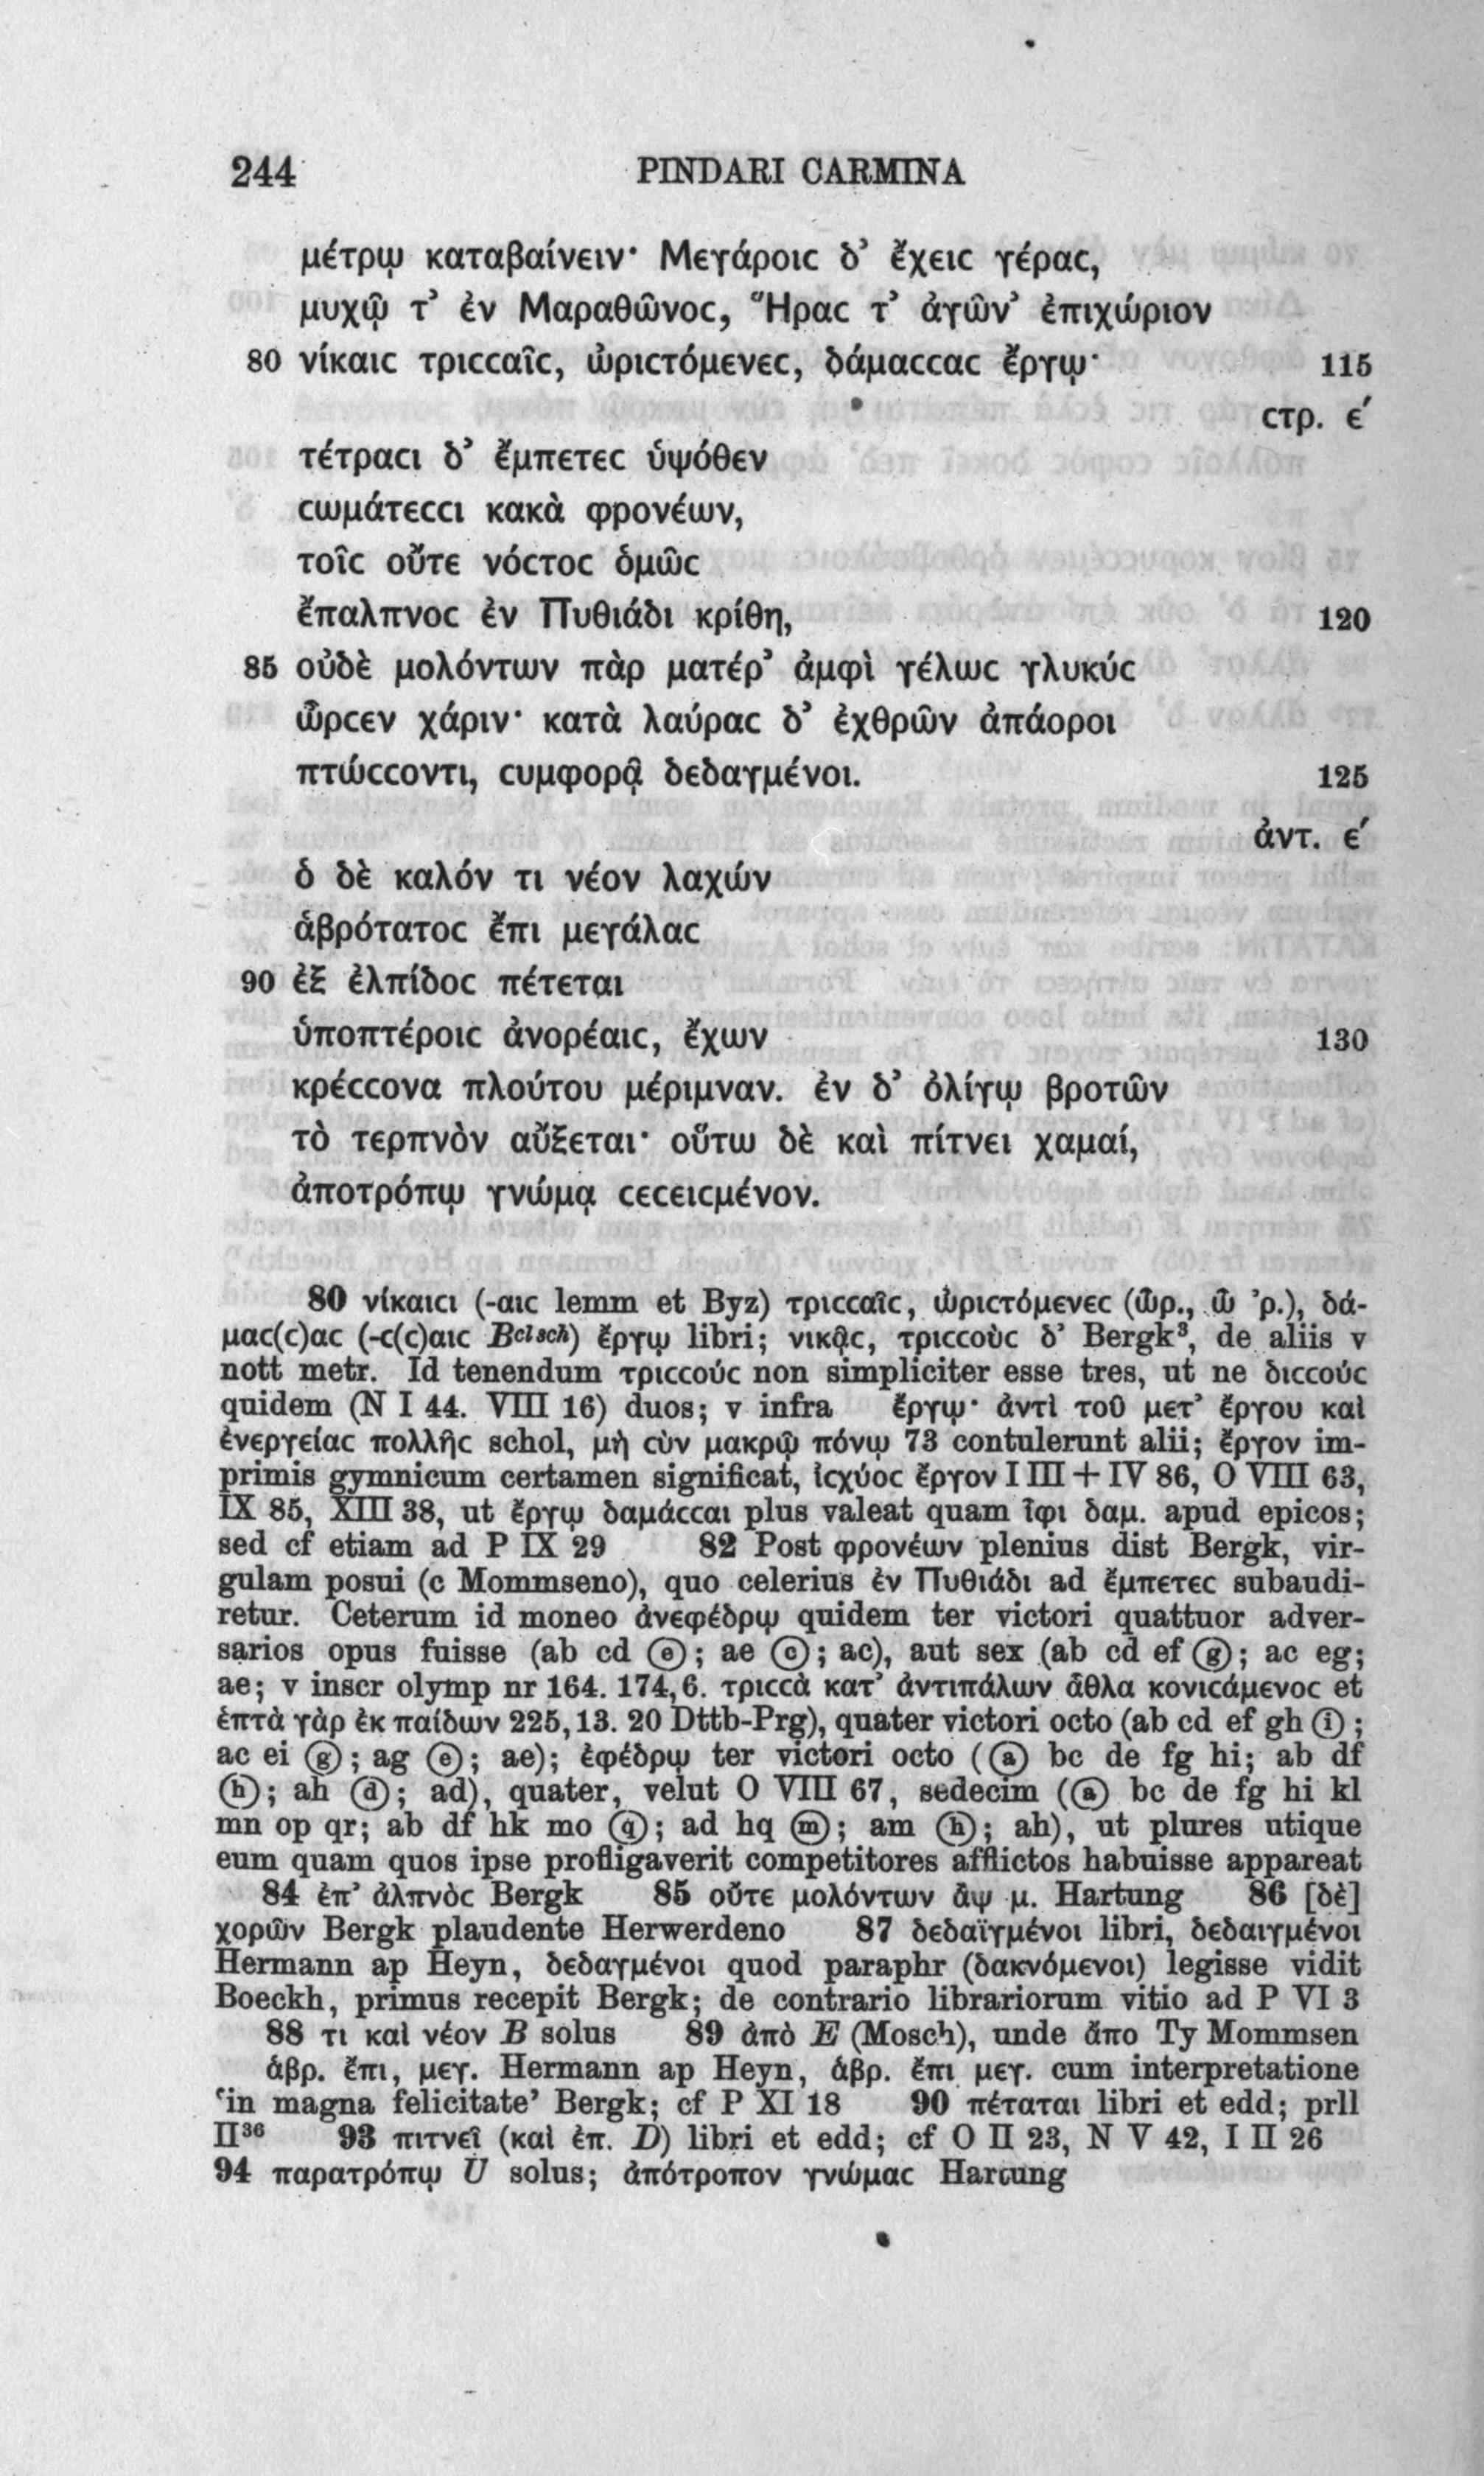 244 PINDARI CARMINA
μέτρῳ καταβαίνειν· Μεγάροιϲ δ’ ἔχειϲ γέραϲ,
μυχῷ τ’ ἐν Μαραθῶνοϲ, Ἥραϲ τ’ ἀγῶν’ ἐπιχώριον
80 νίκαιϲ τριϲϲαῖϲ, ὠριϲτόμενεϲ, δάμαϲϲαϲ ἔργῳ· 115
ϲτρ. ε΄
τέτραϲι δ’ ἔμπετεϲ ὑψόθεν
ϲωμάτεϲϲι κακὰ φρονέων,
τοῖϲ οὔτε νόϲτοϲ ὁμῶϲ
ἔπαλπνοϲ ἐν Πυθιάδι κρίθη, 120
85 οὐδὲ μολόντων πὰρ ματέρ’ ἀμφὶ γέλωϲ γλυκύϲ
ὦρϲεν χάριν· κατὰ λαύραϲ δ’ ἐχθρῶν ἀπάοροι
πτώϲϲοντι, ϲυμφορᾷ δεδαγμένοι. 125
ἀντ. ε΄
ὁ δὲ καλόν τι νέον λαχών
ἁβρότατοϲ ἔπι μεγάλαϲ
90 ἐξ ἐλπίδοϲ πέτεται
ὑποπτέροιϲ ἀνορέαιϲ, ἔχων 130
κρέϲϲονα πλούτου μέριμναν. ἐν δ’ ὀλίγῳ βροτῶν
τὸ τερπνὸν αὔξεται· οὕτω δὲ καὶ πίτνει χαμαί,
ἀποτρόπῳ γνώμᾳ ϲεϲειϲμένον.
80 νίκαιϲι (-αιϲ lemm et Byz) τριϲϲαῖϲ, ὠριϲτόμενεϲ (ὦρ., ὦ ’ρ.), δά-
μαϲ(ϲ)αϲ (-ϲ(ϲ)αιϲ Bclsch) ἔργῳ libri; νικᾷϲ, τριϲϲοὺϲ δ’ Bergk³, de aliis v
nott metr. Id tenendum τριϲϲούϲ non simpliciter esse tres, ut ne διϲϲούϲ
quidem (N I 44. VIII 16) duos; v infra ἔργῳ· ἀντὶ τοῦ μετ’ ἔργου καὶ
ἐνεργείαϲ πολλῆϲ schol, μὴ ϲὺν μακρῷ πόνῳ 73 contulerunt alii; ἔργον im-
primis gymnicum certamen significat, ἰϲχύοϲ ἔργον I III + IV 86, O VIII 63,
IX 85, XIII 38, ut ἔργῳ δαμάϲϲαι plus valeat quam ἶφι δαμ. apud epicos;
sed cf etiam ad P IX 29 82 Post φρονέων plenius dist Bergk, vir-
gulam posui (c Mommseno), quo celerius ἐν Πυθιάδι ad ἔμπετεϲ subaudi-
retur. Ceterum id moneo ἀνεφέδρῳ quidem ter victori quattuor adver-
sarios opus fuisse (ab cd ⓔ; ae ⓒ; ac), aut sex (ab cd ef ⓖ; ac eg;
ae; v inscr olymp nr 164. 174,6. τριϲϲὰ κατ’ ἀντιπάλων ἆθλα κονιϲάμενοϲ et
ἑπτὰ γὰρ ἐκ παίδων 225,13. 20 Dttb-Prg), quater victori octo (ab cd ef gh ⓘ;
ac ei ⓖ; ag ⓔ; ae); ἐφέδρῳ ter victori octo (ⓐ bc de fg hi; ab df
ⓗ; ah ⓓ; ad), quater, velut O VIII 67, sedecim (ⓐ bc de fg hi kl
mn op qr; ab df hk mo ⓠ; ad hq ⓜ; am ⓗ; ah), ut plures utique
eum quam quos ipse profligaverit competitores afflictos habuisse appareat
84 ἐπ’ ἀλπνὸϲ Bergk 85 οὔτε μολόντων ἂψ μ. Hartung 86 [δὲ]
χορῶν Bergk plaudente Herwerdeno 87 δεδαϊγμένοι libri, δεδαιγμένοι
Hermann ap Heyn, δεδαγμένοι quod paraphr (δακνόμενοι) legisse vidit
Boeckh, primus recepit Bergk; de contrario librariorum vitio ad P VI 3
88 τι καὶ νέον B solus 89 ἀπὸ E (Mosch), unde ἄπο Ty Mommsen
ἁβρ. ἔπι, μεγ. Hermann ap Heyn, ἁβρ. ἔπι μεγ. cum interpretatione
‘in magna felicitate’ Bergk; cf P XI 18 90 πέταται libri et edd; prll
II³⁶ 93 πιτνεῖ (καὶ ἐπ. D) libri et edd; cf O II 23, N V 42, I II 26
94 παρατρόπῳ U solus; ἀπότροπον γνώμαϲ Hartung